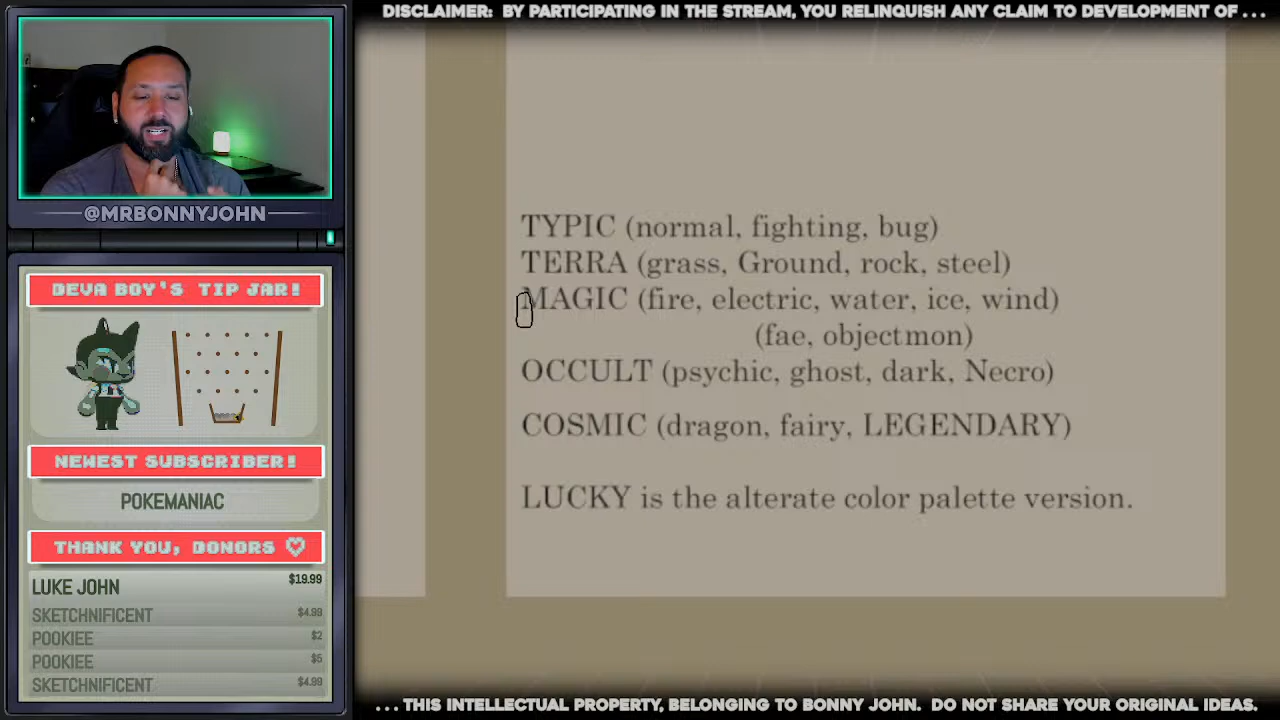 DISCLAIMER: BY PARTICIPATING IN THE STREAM, YOU RELINQUISH ANY CLAIM TO DEVELOPMENT OF . . .
@MRBONNYJOHN
DEVA BOY'S TIP JAR!
NEWEST SUBSCRIBER!
POKEMANIAC
THANK YOU, DONORS
LUKE JOHN $19.99
SKETCHNIFICENT $4.99
POOKIEE $2
POOKIEE $5
SKETCHNIFICENT $4.99
TYPIC (normal, fighting, bug)
TERRA (grass, Ground, rock, steel)
MAGIC (fire, electric, water, ice, wind)
(fae, objectmon)
OCCULT (psychic, ghost, dark, Necro)
COSMIC (dragon, fairy, LEGENDARY)
LUCKY is the alterate color palette version.
. . . THIS INTELLECTUAL PROPERTY, BELONGING TO BONNY JOHN. DO NOT SHARE YOUR ORIGINAL IDEAS.